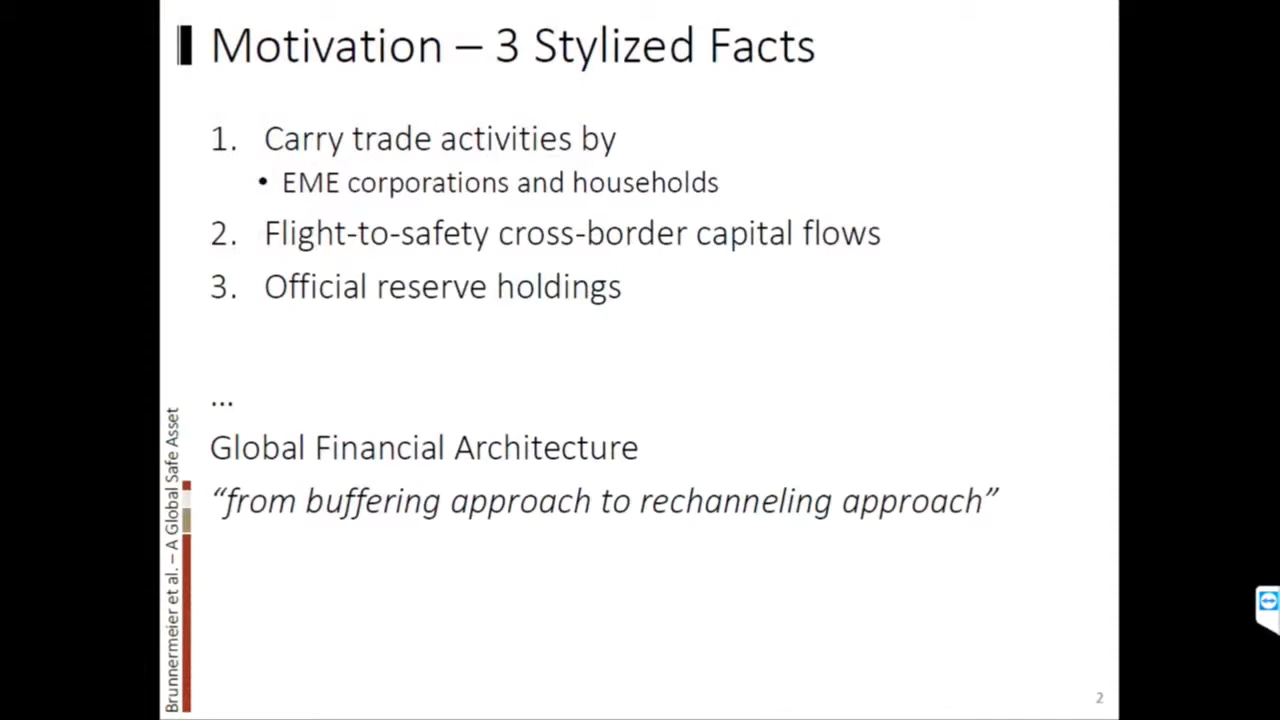 Motivation – 3 Stylized Facts
1. Carry trade activities by
• EME corporations and households
2. Flight-to-safety cross-border capital flows
3. Official reserve holdings
...
Global Financial Architecture
“from buffering approach to rechanneling approach”
Brunnermeier et al. – A Global Safe Asset
2